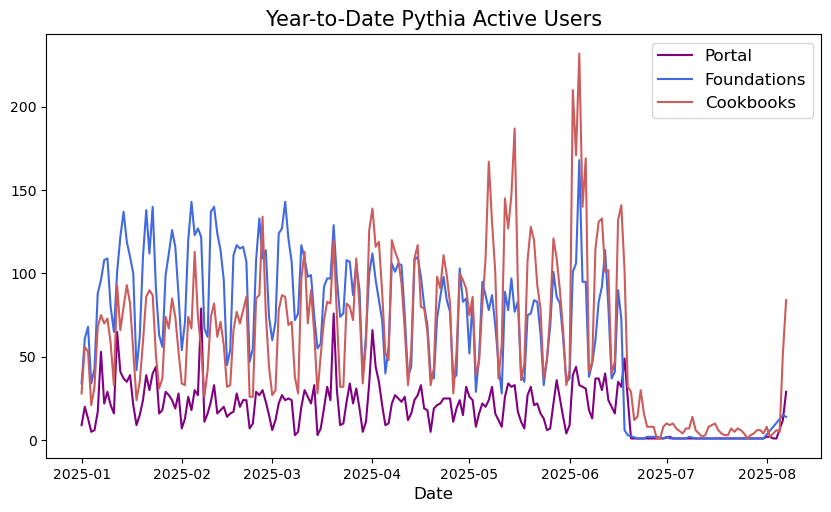 Year-to-Date Pythia Active Users
Portal
Foundations
Cookbooks
200
150
100
50
0
2025-01 2025-02 2025-03 2025-04 2025-05 2025-06 2025-07 2025-08
Date